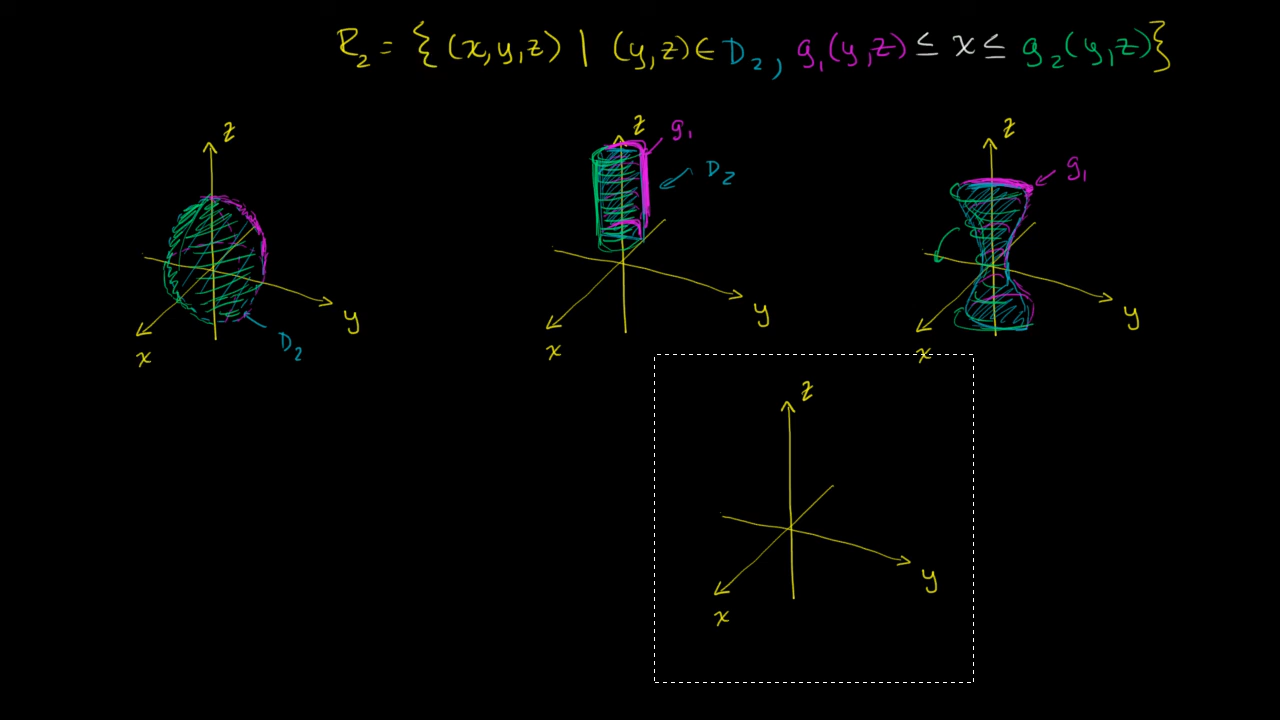 R₂ = {(x,y,z) | (y,z) ∈ D₂, g₁(y,z) ≤ x ≤ g₂(y,z)}
z
y
x
D₂
z
g₁
D₂
y
x
z
g₁
y
x
z
y
x